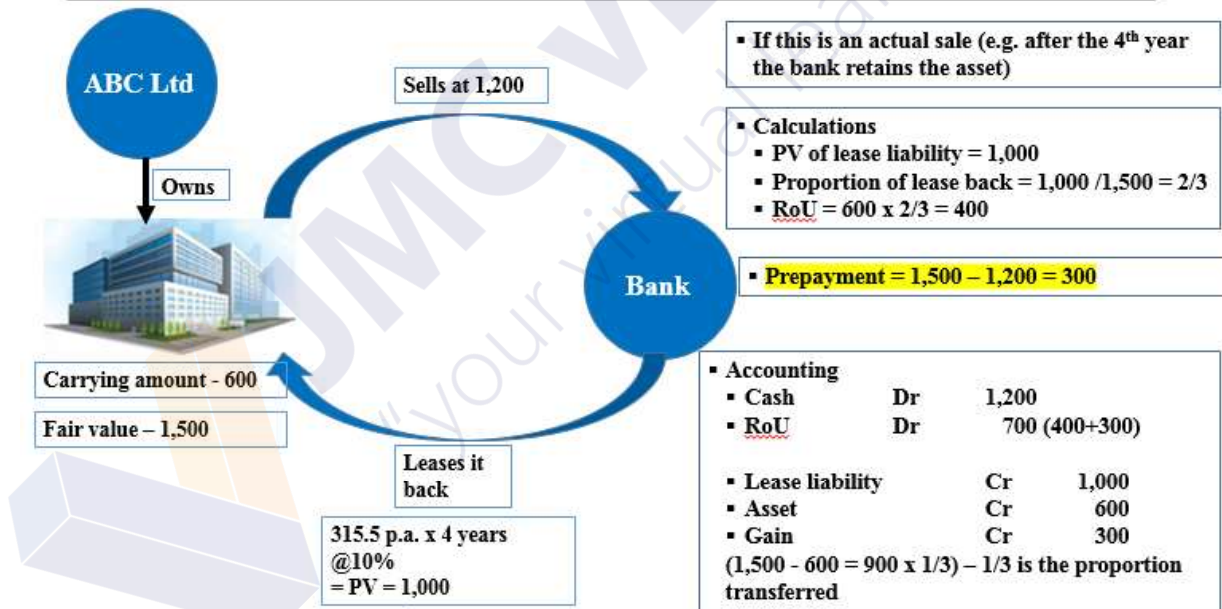 ABC Ltd
Owns
Sells at 1,200
Bank
Carrying amount - 600
Fair value – 1,500
Leases it
back
315.5 p.a. x 4 years
@10%
= PV = 1,000
▪ If this is an actual sale (e.g. after the 4th year
the bank retains the asset)
▪ Calculations
▪ PV of lease liability = 1,000
▪ Proportion of lease back = 1,000 /1,500 = 2/3
▪ RoU = 600 x 2/3 = 400
▪ Prepayment = 1,500 – 1,200 = 300
▪ Accounting
▪ Cash Dr 1,200
▪ RoU Dr 700 (400+300)
▪ Lease liability Cr 1,000
▪ Asset Cr 600
▪ Gain Cr 300
(1,500 - 600 = 900 x 1/3) – 1/3 is the proportion
transferred
JMC
"your virtual